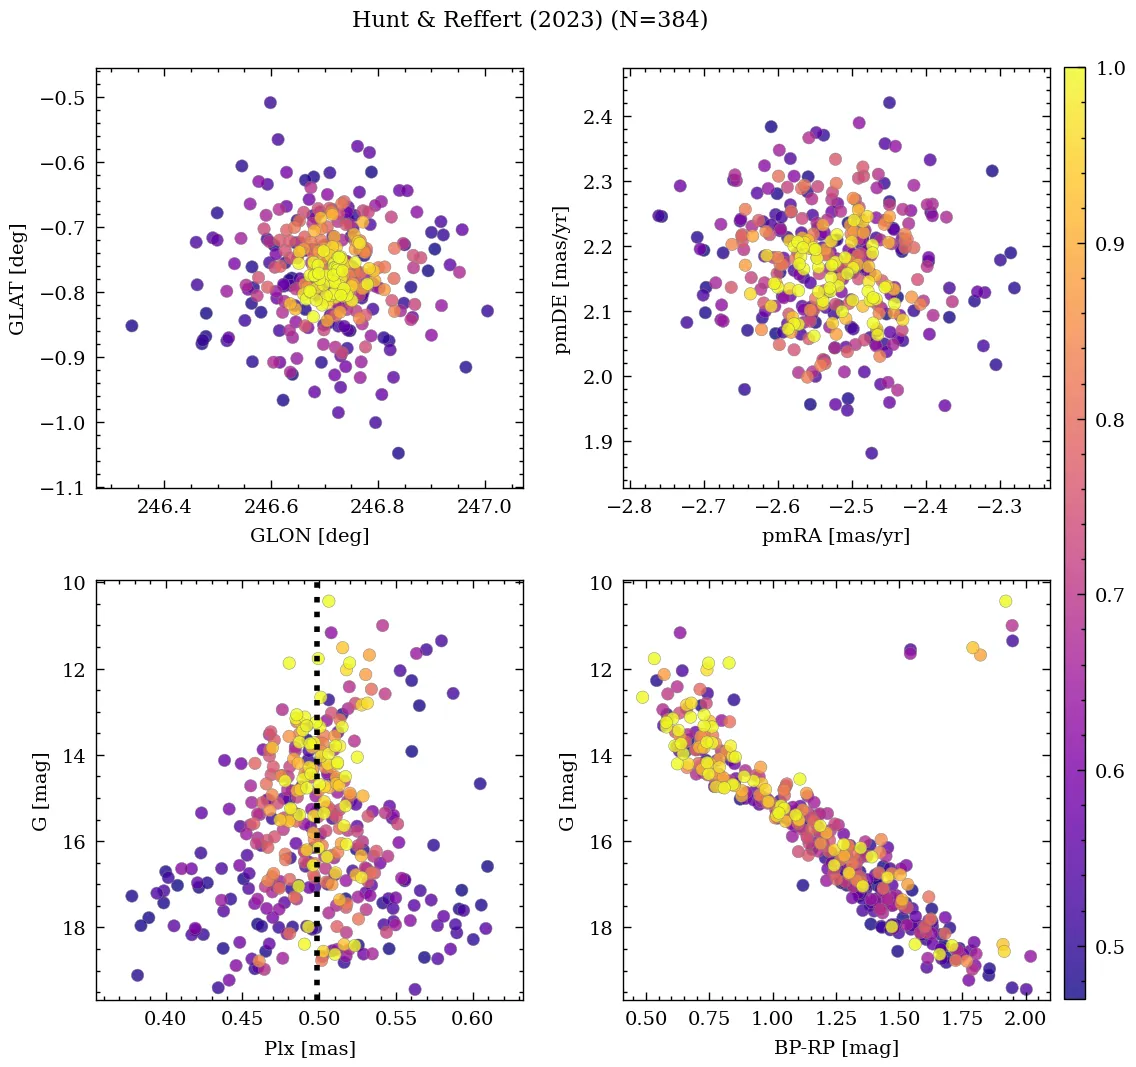 Hunt & Reffert (2023) (N=384)
−0.5
−0.6
−0.7
−0.8
−0.9
−1.0
−1.1
GLAT [deg]
246.4 246.6 246.8 247.0
GLON [deg]
2.4
2.3
2.2
2.1
2.0
1.9
pmDE [mas/yr]
−2.8 −2.7 −2.6 −2.5 −2.4 −2.3
pmRA [mas/yr]
10
12
14
16
18
G [mag]
0.40 0.45 0.50 0.55 0.60
Plx [mas]
10
12
14
16
18
G [mag]
0.50 0.75 1.00 1.25 1.50 1.75 2.00
BP-RP [mag]
1.0
0.9
0.8
0.7
0.6
0.5